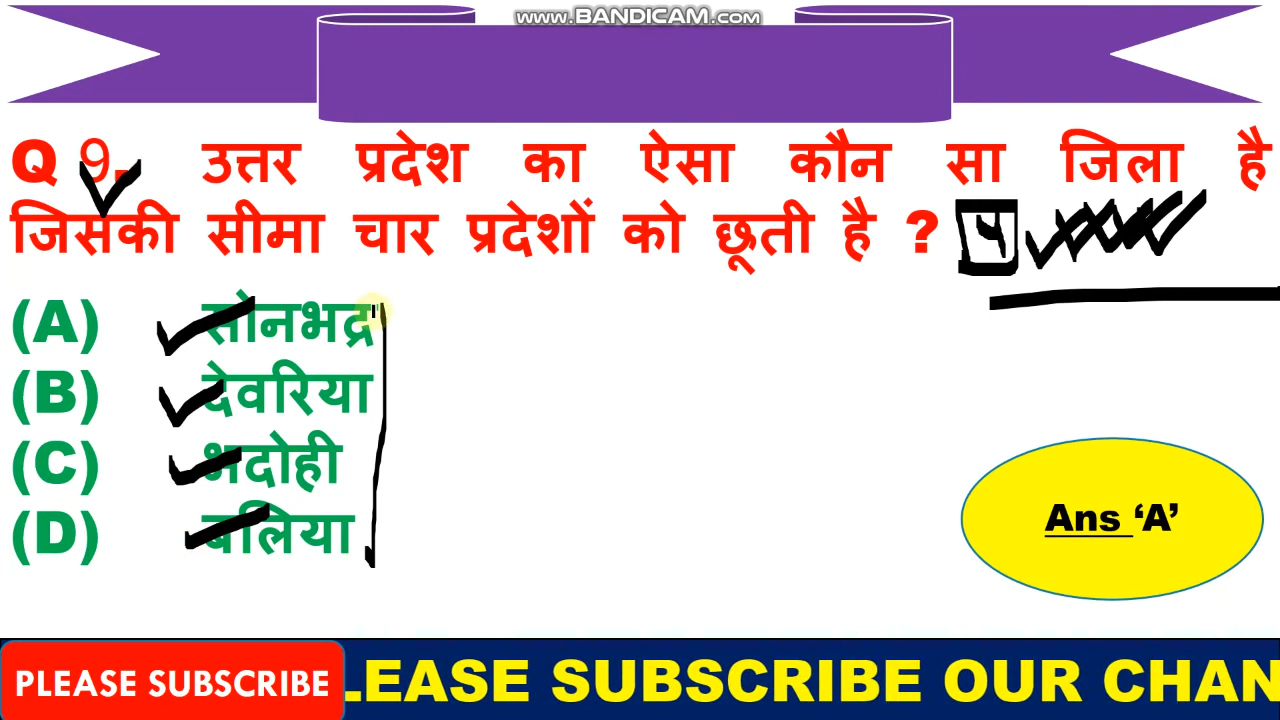 www.BANDICAM.com
Q 9. उत्तर प्रदेश का ऐसा कौन सा जिला है
जिसकी सीमा चार प्रदेशों को छूती है ? 4
(A) सोनभद्र
(B) देवरिया
(C) भदोही
(D) बलिया
Ans ‘A’
PLEASE SUBSCRIBE
LEASE SUBSCRIBE OUR CHAN